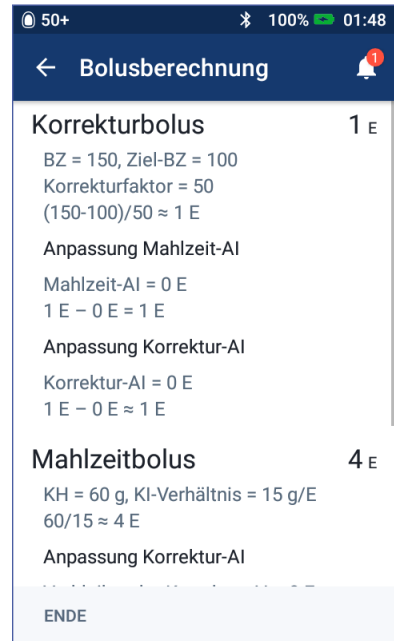 50+ 100% 01:48
← Bolusberechnung 1
Korrekturbolus 1 E
BZ = 150, Ziel-BZ = 100
Korrekturfaktor = 50
(150-100)/50 ≈ 1 E
Anpassung Mahlzeit-AI
Mahlzeit-AI = 0 E
1 E – 0 E = 1 E
Anpassung Korrektur-AI
Korrektur-AI = 0 E
1 E – 0 E ≈ 1 E
Mahlzeitbolus 4 E
KH = 60 g, KI-Verhältnis = 15 g/E
60/15 ≈ 4 E
Anpassung Korrektur-AI
ENDE